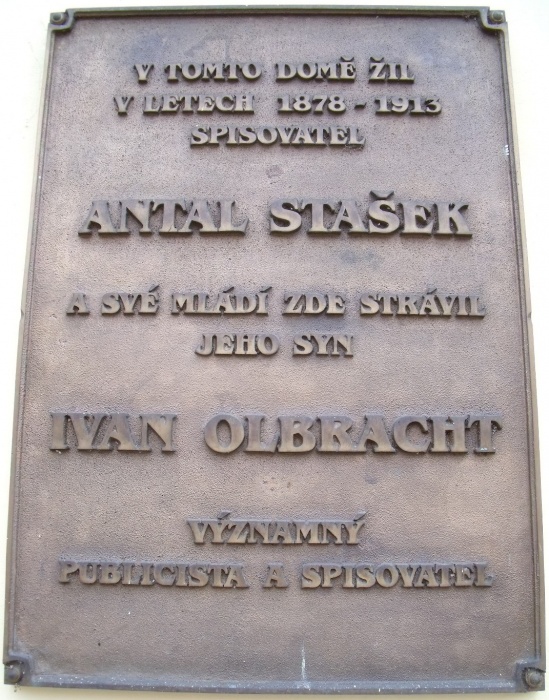 V TOMTO DOMĚ ŽIL
V LETECH 1878 - 1913
SPISOVATEL
ANTAL STAŠEK
A SVÉ MLÁDÍ ZDE STRÁVIL
JEHO SYN
IVAN OLBRACHT
VÝZNAMNÝ
PUBLICISTA A SPISOVATEL